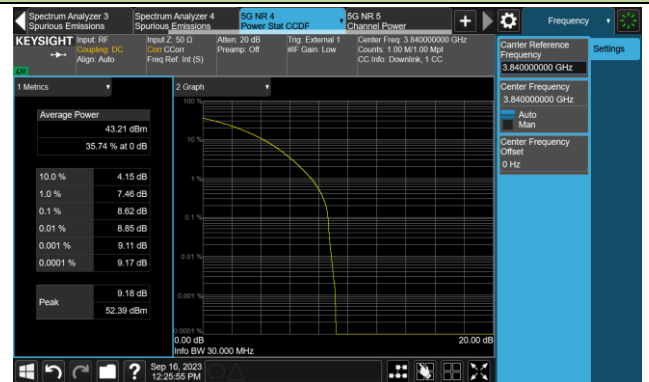 Spectrum Analyzer 3
Spurious Emissions
Spectrum Analyzer 4
Spurious Emissions
5G NR 4
Power Stat CCDF
5G NR 5
Channel Power
Frequency
KEYSIGHT
Input: RF
Coupling: DC
Align: Auto
Input Z: 50 Ω
Corr CCorr
Freq Ref: Int (S)
Atten: 20 dB
Preamp: Off
Trig: External 1
#IF Gain: Low
Center Freq: 3.840000000 GHz
Counts: 1.00 M/1.00 Mpt
CC Info: Downlink, 1 CC
1 Metrics
2 Graph
Average Power
43.21 dBm
35.74 % at 0 dB
10.0 % 4.15 dB
1.0 % 7.46 dB
0.1 % 8.62 dB
0.01 % 8.85 dB
0.001 % 9.11 dB
0.0001 % 9.17 dB
Peak
9.18 dB
52.39 dBm
100 %
10 %
1 %
0.1 %
0.01 %
0.001 %
0.0001 %
0.00 dB
20.00 dB
Info BW 30.000 MHz
Carrier Reference
Frequency
3.840000000 GHz
Center Frequency
3.840000000 GHz
Auto
Man
Center Frequency
Offset
0 Hz
Settings
Sep 16, 2023
12:25:55 PM